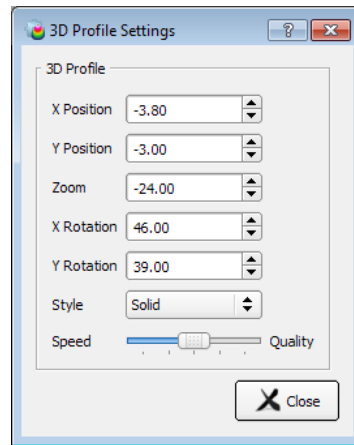 3D Profile Settings
3D Profile
X Position -3.80
Y Position -3.00
Zoom -24.00
X Rotation 46.00
Y Rotation 39.00
Style Solid
Speed Quality
Close